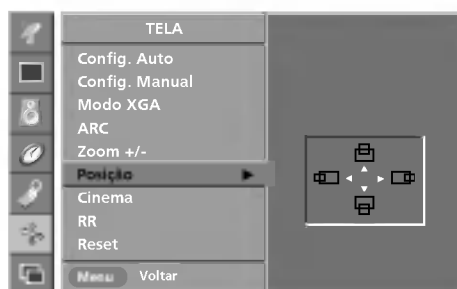 TELA
Config. Auto
Config. Manual
Modo XGA
ARC
Zoom +/-
Posição
Cinema
RR
Reset
Menu Voltar